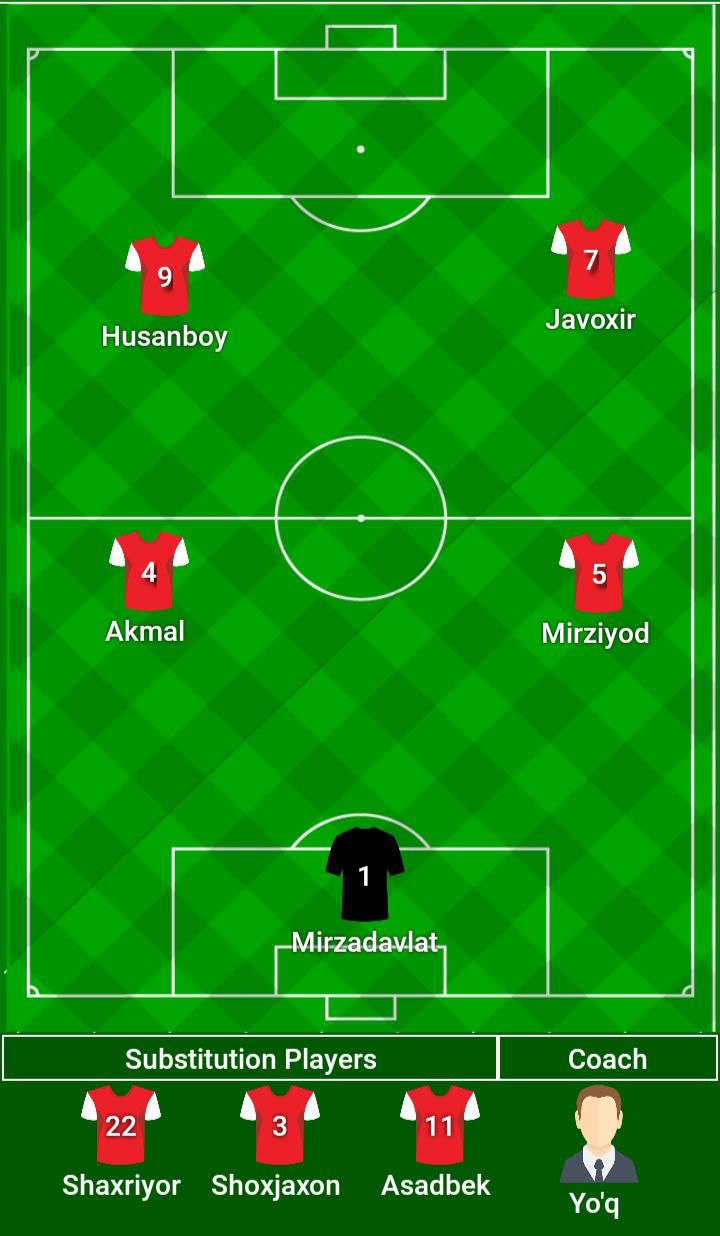 9
Husanboy
7
Javoxir
4
Akmal
5
Mirziyod
1
Mirzadavlat
Substitution Players
Coach
22
Shaxriyor
3
Shoxjaxon
11
Asadbek
Yo'q